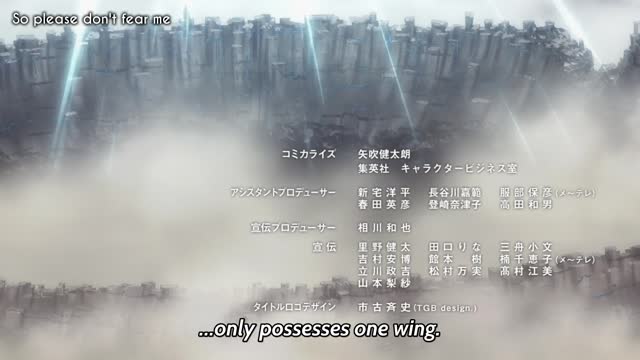 So please don't fear me
コミカライズ 矢吹健太朗
集英社 キャラクタービジネス室
アシスタントプロデューサー 新宅洋平 長谷川嘉範 服部保彦(メ〜テレ)
春田英彦 登崎奈津子 高田和男
宣伝プロデューサー 相川和也
宣伝 里野健太 田口りな 三舟小文
吉村安博 館本樹 楠千恵子(メ〜テレ)
立川政吉 松村万実 髙村江美
山本梨紗
タイトルロゴデザイン 市古斉史(TGB design.)
...only possesses one wing.